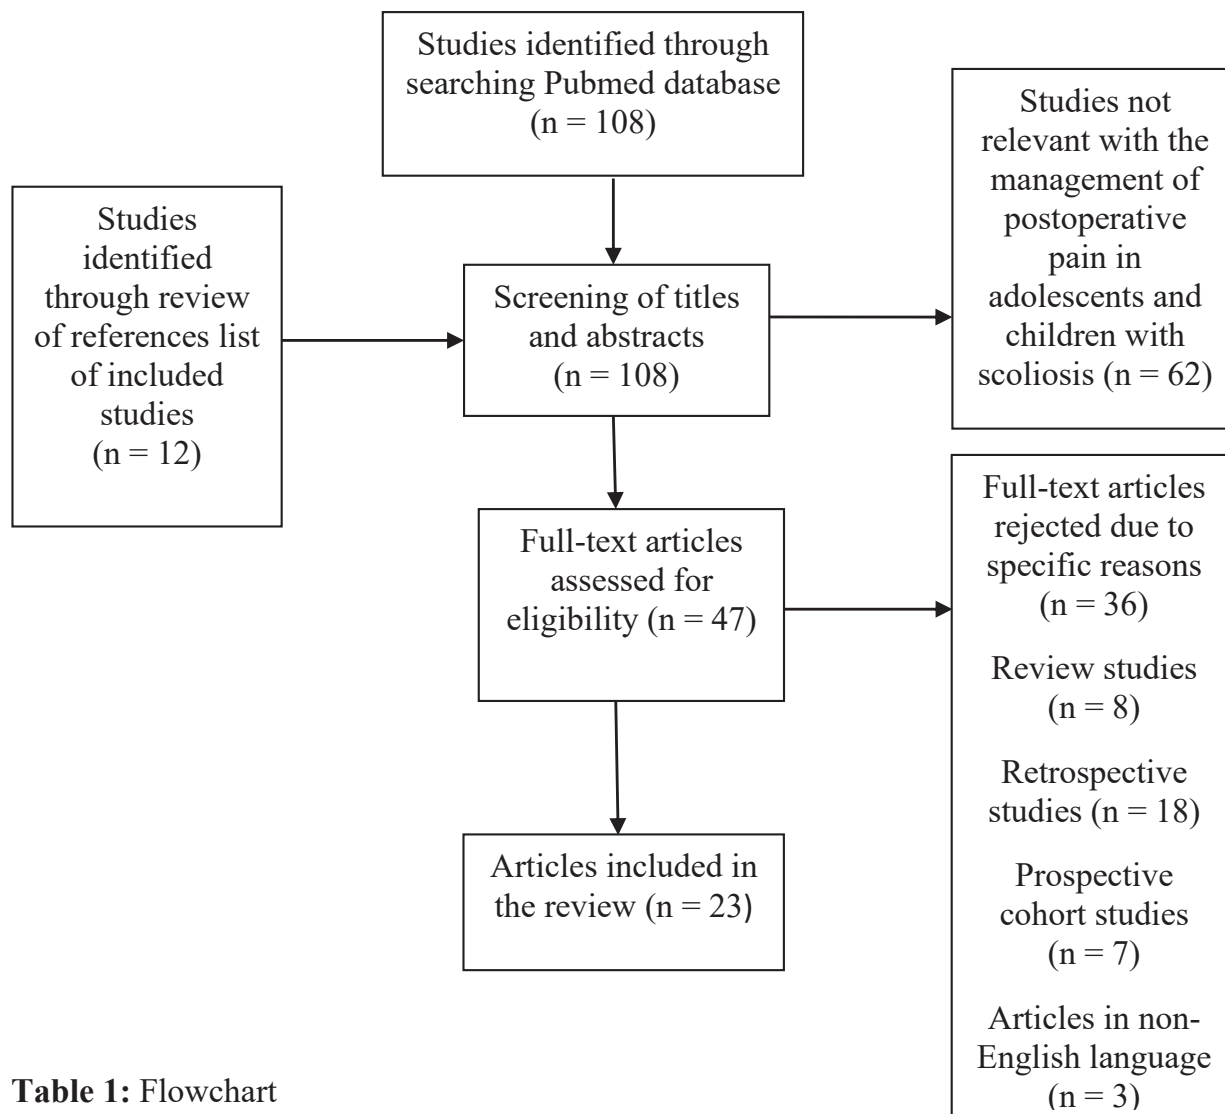 Studies identified through
searching Pubmed database
(n = 108)
Studies not
relevant with the
management of
postoperative
pain in
adolescents and
children with
scoliosis (n = 62)
Studies
identified
through review
of references list
of included
studies
(n = 12)
Screening of titles
and abstracts
(n = 108)
Full-text articles
assessed for
eligibility (n = 47)
Full-text articles
rejected due to
specific reasons
(n = 36)
Review studies
(n = 8)
Retrospective
studies (n = 18)
Prospective
cohort studies
(n = 7)
Articles in non-
English language
(n = 3)
Articles included in
the review (n = 23)
Table 1: Flowchart